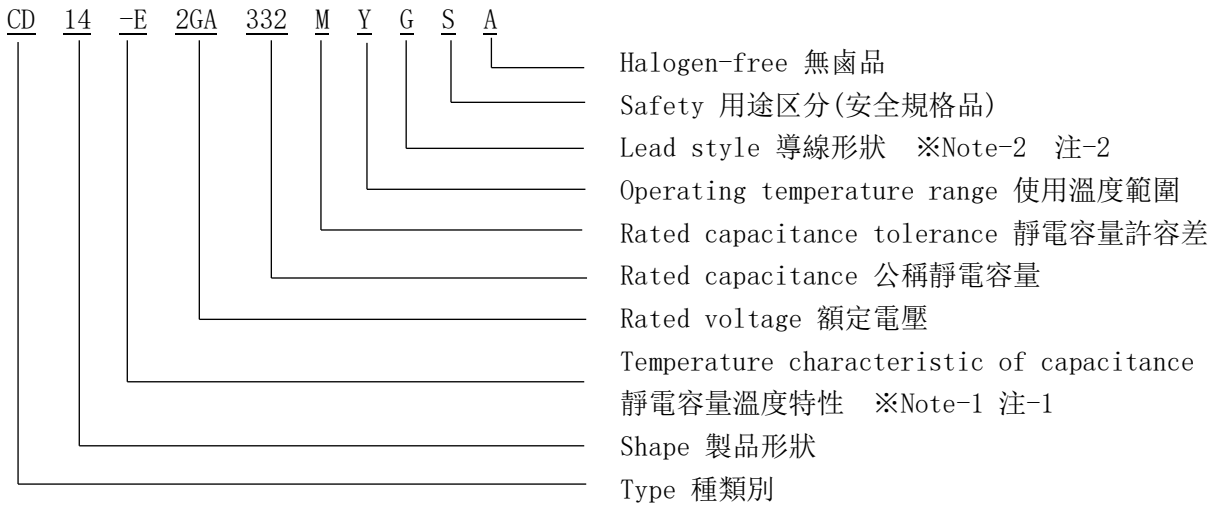 CD 14 -E 2GA 332 M Y G S A
Halogen-free 無鹵品
Safety 用途区分(安全規格品)
Lead style 導線形狀 ※Note-2 注-2
Operating temperature range 使用溫度範圍
Rated capacitance tolerance 靜電容量許容差
Rated capacitance 公稱靜電容量
Rated voltage 額定電壓
Temperature characteristic of capacitance
靜電容量溫度特性 ※Note-1 注-1
Shape 製品形狀
Type 種類別